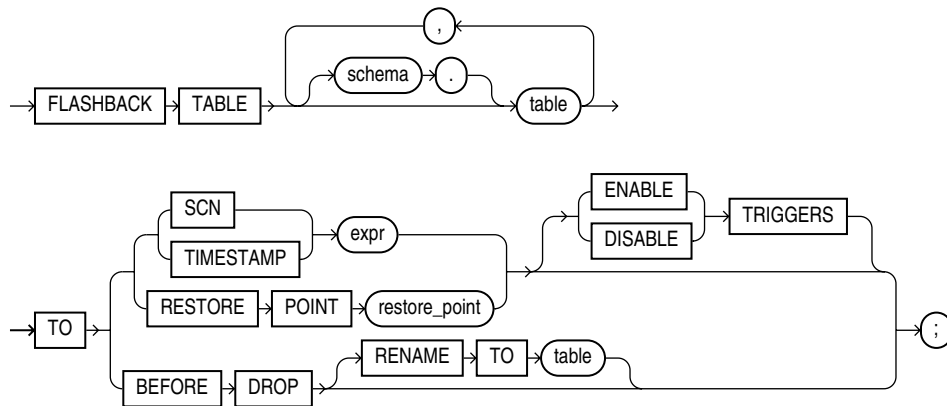 ,
schema .
FLASHBACK TABLE table
SCN ENABLE
expr TRIGGERS
TIMESTAMP DISABLE
RESTORE POINT restore_point
TO ;
RENAME TO table
BEFORE DROP